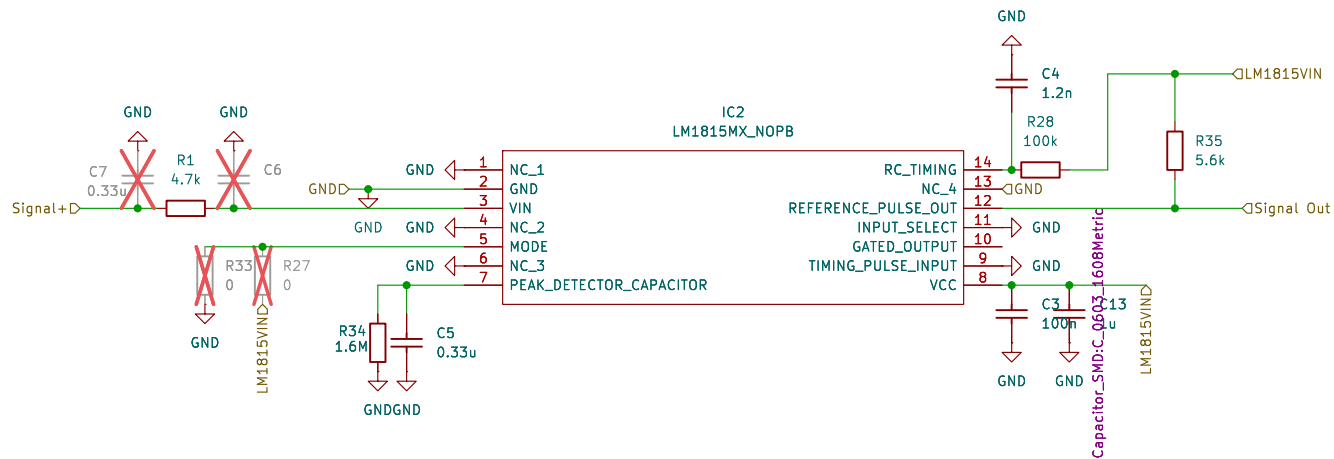 GND
C4
1.2n
LM1815VIN
GND
GND
IC2
LM1815MX_NOPB
R28
100k
R35
5.6k
C7
0.33u
R1
4.7k
C6
GND
1
NC_1
RC_TIMING
14
GND
2
GND
NC_4
13
GND
Signal+
3
VIN
REFERENCE_PULSE_OUT
12
Signal Out
GND
GND
4
NC_2
INPUT_SELECT
11
GND
5
MODE
GATED_OUTPUT
10
R33
0
R27
0
GND
6
NC_3
TIMING_PULSE_INPUT
9
GND
7
PEAK_DETECTOR_CAPACITOR
VCC
8
GND
LM1815VIN
R34
1.6M
C5
0.33u
GND
GND
C3
100n
C13
1u
GND
GND
LM1815VIN
Capacitor_SMD:C_0603_1608Metric